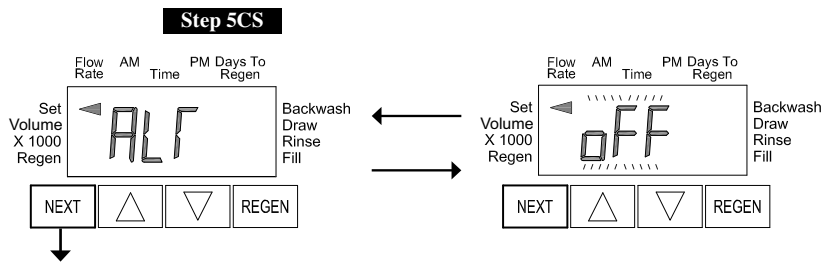 Step 5CS
Flow Rate AM Time PM Days To Regen
Set
Volume
X 1000
Regen
ALT
Backwash
Draw
Rinse
Fill
NEXT REGEN
Flow Rate AM Time PM Days To Regen
Set
Volume
X 1000
Regen
oFF
Backwash
Draw
Rinse
Fill
NEXT REGEN